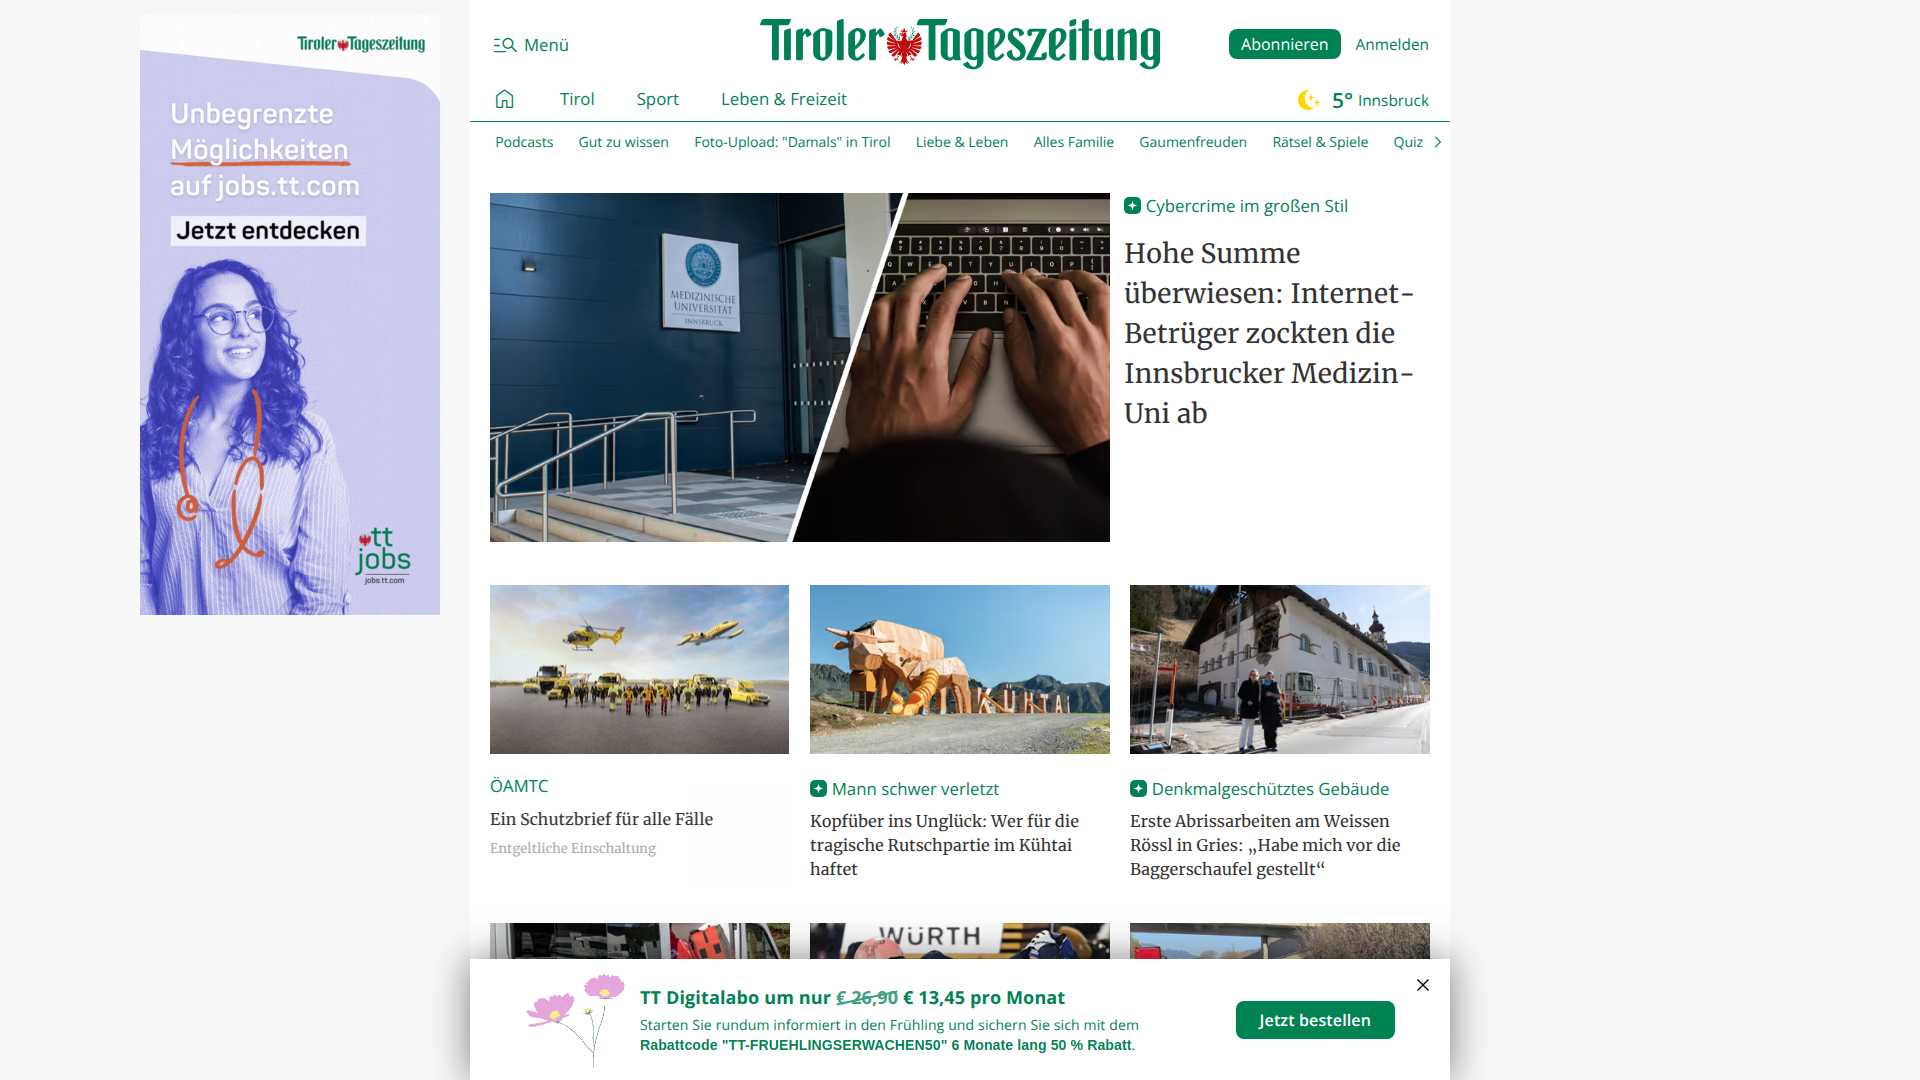 Tiroler Tageszeitung
Unbegrenzte
Möglichkeiten
auf jobs.tt.com
Jetzt entdecken
tt
jobs
jobs.tt.com
Menü
Tiroler Tageszeitung
Abonnieren
Anmelden
Tirol
Sport
Leben & Freizeit
5° Innsbruck
Podcasts
Gut zu wissen
Foto-Upload: "Damals" in Tirol
Liebe & Leben
Alles Familie
Gaumenfreuden
Rätsel & Spiele
Quiz
MEDIZINISCHE
UNIVERSITÄT
INNSBRUCK
Cybercrime im großen Stil
Hohe Summe
überwiesen: Internet-
Betrüger zockten die
Innsbrucker Medizin-
Uni ab
KÜHTAI
ÖAMTC
Ein Schutzbrief für alle Fälle
Entgeltliche Einschaltung
Mann schwer verletzt
Kopfüber ins Unglück: Wer für die
tragische Rutschpartie im Kühtai
haftet
Denkmalgeschütztes Gebäude
Erste Abrissarbeiten am Weissen
Rössl in Gries: „Habe mich vor die
Baggerschaufel gestellt“
WÜRTH
TT Digitalabo um nur € 26,90 € 13,45 pro Monat
Starten Sie rundum informiert in den Frühling und sichern Sie sich mit dem
Rabattcode "TT-FRUEHLINGSERWACHEN50" 6 Monate lang 50 % Rabatt.
Jetzt bestellen